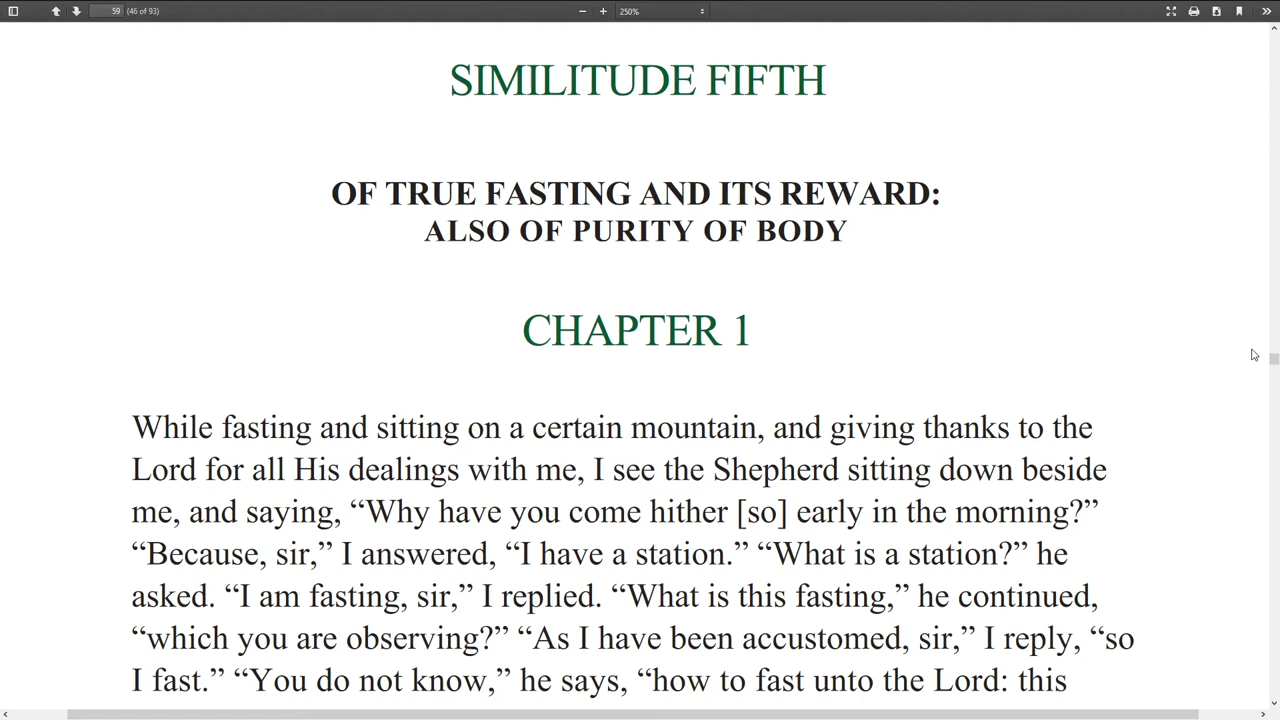 59 (46 of 93)
250%
SIMILITUDE FIFTH
OF TRUE FASTING AND ITS REWARD:
ALSO OF PURITY OF BODY
CHAPTER 1
While fasting and sitting on a certain mountain, and giving thanks to the
Lord for all His dealings with me, I see the Shepherd sitting down beside
me, and saying, “Why have you come hither [so] early in the morning?”
“Because, sir,” I answered, “I have a station.” “What is a station?” he
asked. “I am fasting, sir,” I replied. “What is this fasting,” he continued,
“which you are observing?” “As I have been accustomed, sir,” I reply, “so
I fast.” “You do not know,” he says, “how to fast unto the Lord: this